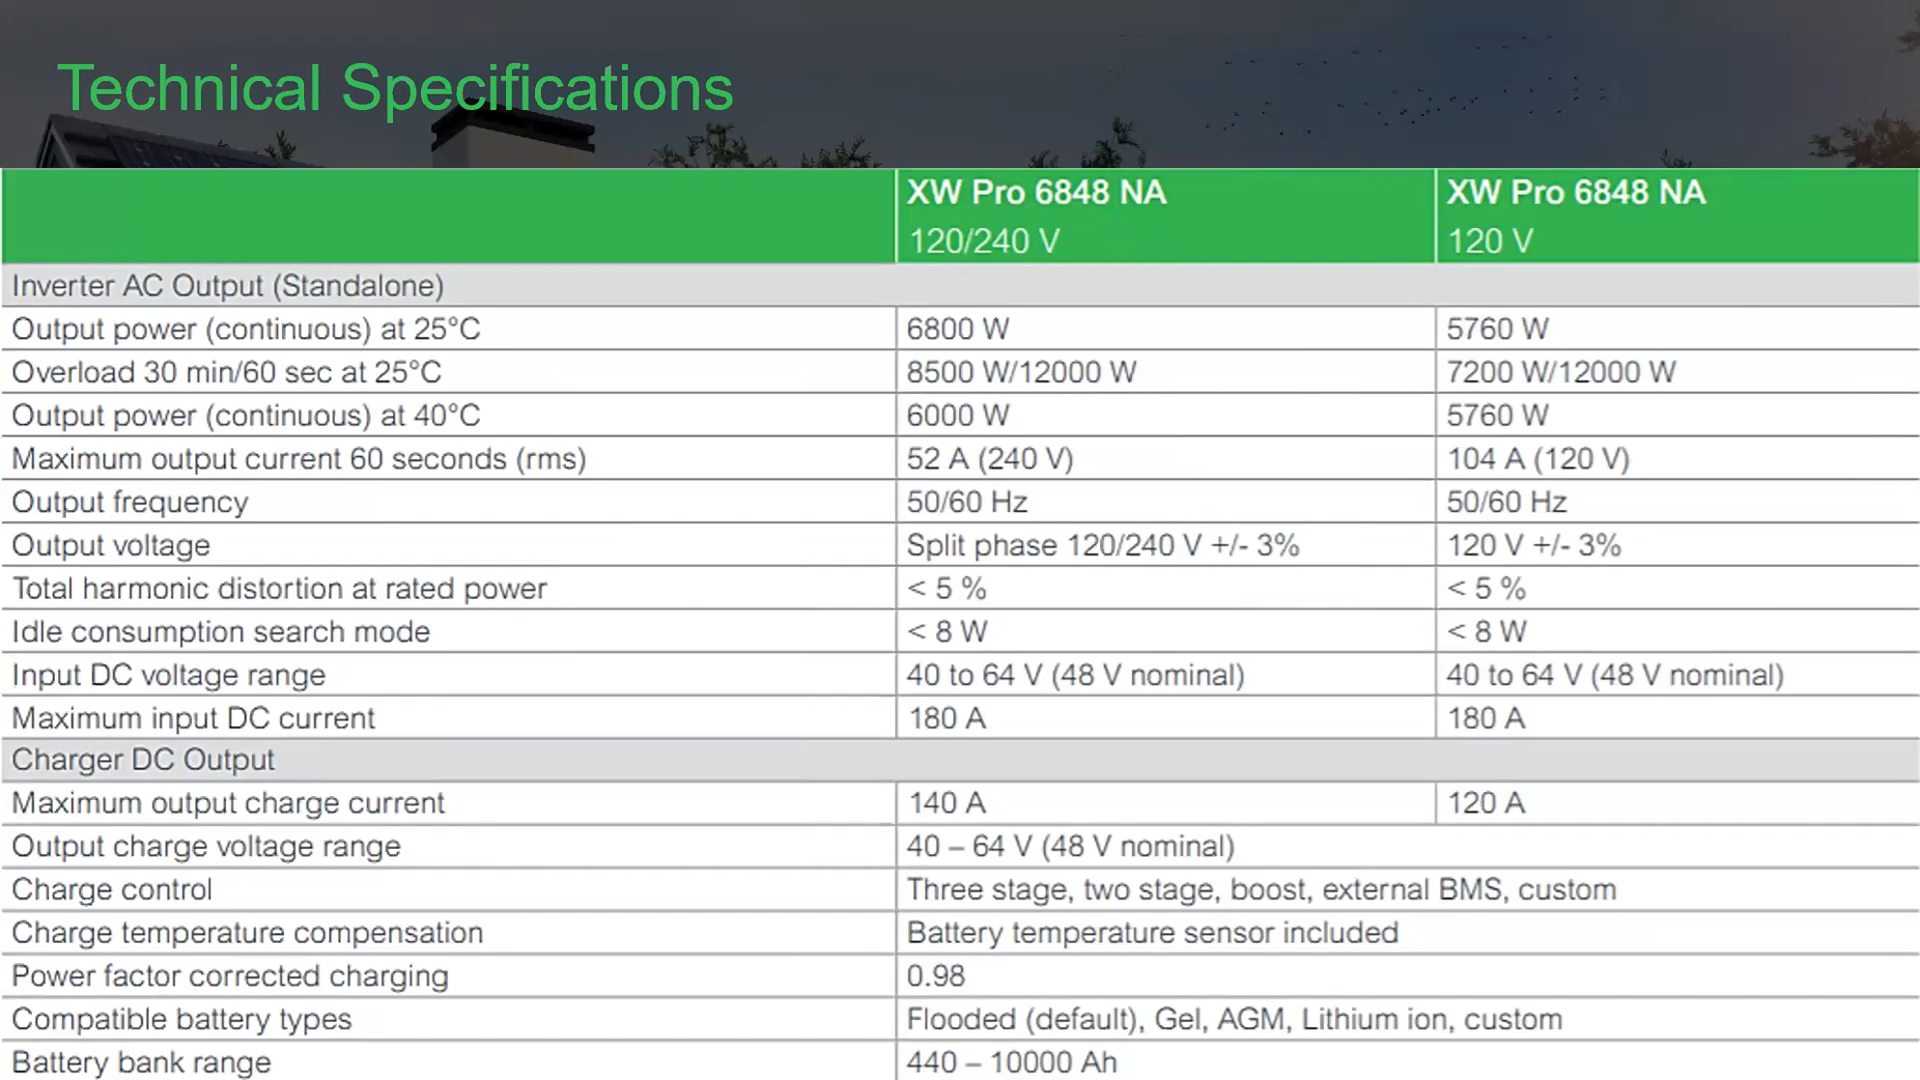 Technical Specifications
XW Pro 6848 NA XW Pro 6848 NA
120/240 V 120 V
Inverter AC Output (Standalone)
Output power (continuous) at 25°C 6800 W 5760 W
Overload 30 min/60 sec at 25°C 8500 W/12000 W 7200 W/12000 W
Output power (continuous) at 40°C 6000 W 5760 W
Maximum output current 60 seconds (rms) 52 A (240 V) 104 A (120 V)
Output frequency 50/60 Hz 50/60 Hz
Output voltage Split phase 120/240 V +/- 3% 120 V +/- 3%
Total harmonic distortion at rated power < 5 % < 5 %
Idle consumption search mode < 8 W < 8 W
Input DC voltage range 40 to 64 V (48 V nominal) 40 to 64 V (48 V nominal)
Maximum input DC current 180 A 180 A
Charger DC Output
Maximum output charge current 140 A 120 A
Output charge voltage range 40 – 64 V (48 V nominal)
Charge control Three stage, two stage, boost, external BMS, custom
Charge temperature compensation Battery temperature sensor included
Power factor corrected charging 0.98
Compatible battery types Flooded (default), Gel, AGM, Lithium ion, custom
Battery bank range 440 – 10000 Ah